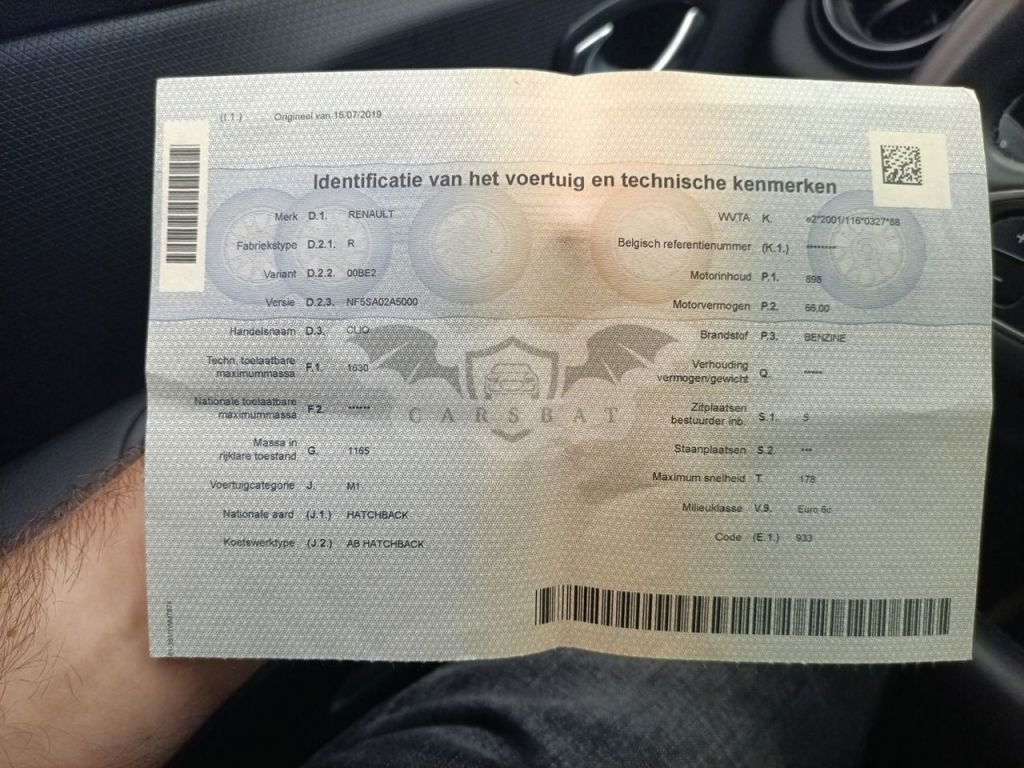 (I.1.) Origineel van 15/07/2019
Identificatie van het voertuig en technische kenmerken
Merk D.1. RENAULT
Fabriekstype D.2.1. R
Variant D.2.2. 00BE2
Versie D.2.3. NF5SA02A5000
Handelsnaam D.3. CLIO
Techn. toelaatbare
maximummassa F.1. 1630
Nationale toelaatbare
maximummassa F.2. ******
Massa in
rijklare toestand G. 1165
Voertuigcategorie J. M1
Nationale aard (J.1.) HATCHBACK
Koetswerktype (J.2.) AB HATCHBACK
WVTA K. e2*2001/116*0327*88
Belgisch referentienummer (K.1.) ********
Motorinhoud P.1. 898
Motorvermogen P.2. 66,00
Brandstof P.3. BENZINE
Verhouding
vermogen/gewicht Q. *****
Zitplaatsen
bestuurder inb. S.1. 5
Staanplaatsen S.2. ***
Maximum snelheid T. 178
Milieuklasse V.9. Euro 6c
Code (E.1.) 933
CARSBAT